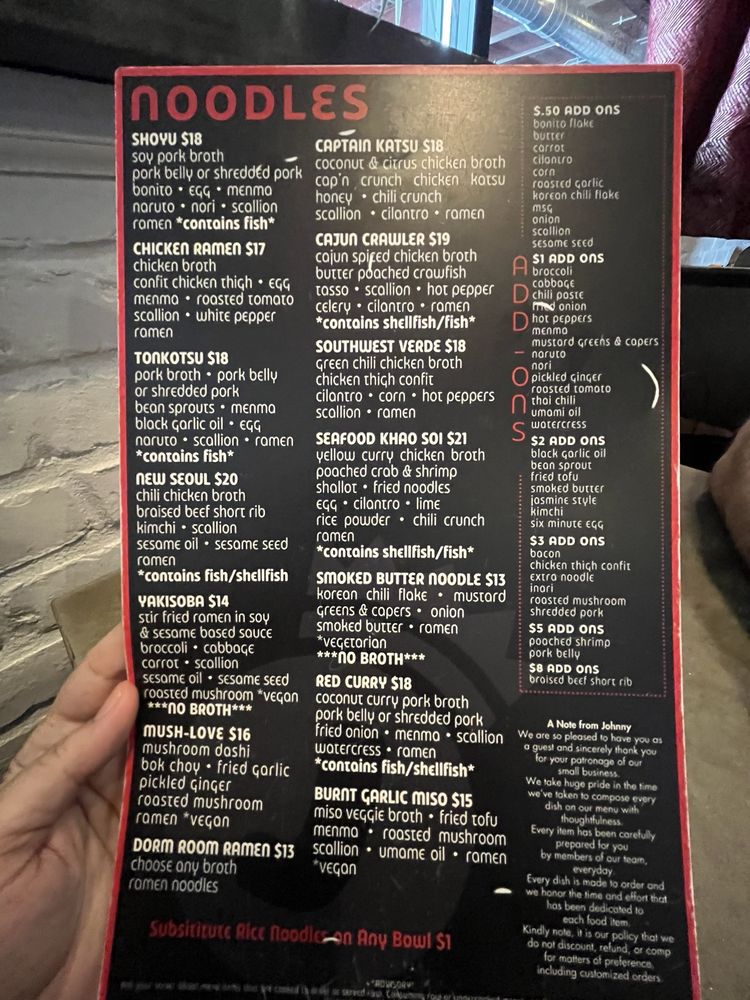 NOODLES
SHOYU $18
soy pork broth
pork belly or shredded pork
bonito • egg • menma
naruto • nori • scallion
ramen *contains fish*
CHICKEN RAMEN $17
chicken broth
confit chicken thigh • egg
menma • roasted tomato
scallion • white pepper
ramen
TONKOTSU $18
pork broth • pork belly
or shredded pork
bean sprouts • menma
black garlic oil • egg
naruto • scallion • ramen
*contains fish*
NEW SEOUL $20
chili chicken broth
braised beef short rib
kimchi • scallion
sesame oil • sesame seed
ramen
*contains fish/shellfish
YAKISOBA $14
stir fried ramen in soy
& sesame based sauce
broccoli • cabbage
carrot • scallion
sesame oil • sesame seed
roasted mushroom *vegan
***NO BROTH***
MUSH-LOVE $16
mushroom dashi
bok choy • fried garlic
pickled ginger
roasted mushroom
ramen *vegan
DORM ROOM RAMEN $13
choose any broth
ramen noodles
CAPTAIN KATSU $18
coconut & citrus chicken broth
cap'n crunch chicken katsu
honey • chili crunch
scallion • cilantro • ramen
CAJUN CRAWLER $19
cajun spiced chicken broth
butter poached crawfish
tasso • scallion • hot pepper
celery • cilantro • ramen
*contains shellfish/fish*
SOUTHWEST VERDE $18
green chili chicken broth
chicken thigh confit
cilantro • corn • hot peppers
scallion • ramen
SEAFOOD KHAO SOI $21
yellow curry chicken broth
poached crab & shrimp
shallot • fried noodles
egg • cilantro • lime
rice powder • chili crunch
ramen
*contains shellfish/fish*
SMOKED BUTTER NOODLE $13
korean chili flake • mustard
greens & capers • onion
smoked butter • ramen
*vegetarian
***NO BROTH***
RED CURRY $18
coconut curry pork broth
pork belly or shredded pork
fried onion • menma • scallion
watercress • ramen
*contains fish/shellfish*
BURNT GARLIC MISO $15
miso veggie broth • fried tofu
menma • roasted mushroom
scallion • umame oil • ramen
*vegan
Subsititute Rice Noodles on Any Bowl $1
ADD-ONS
$.50 ADD ONS
bonito flake
butter
carrot
cilantro
corn
roasted garlic
korean chili flake
msg
onion
scallion
sesame seed
$1 ADD ONS
broccoli
cabbage
chili paste
fried onion
hot peppers
menma
mustard greens & capers
naruto
nori
pickled ginger
roasted tomato
thai chili
umami oil
watercress
$2 ADD ONS
black garlic oil
bean sprout
fried tofu
smoked butter
jasmine style
kimchi
six minute egg
$3 ADD ONS
bacon
chicken thigh confit
extra noodle
inari
roasted mushroom
shredded pork
$5 ADD ONS
poached shrimp
pork belly
$8 ADD ONS
braised beef short rib
A Note from Johnny
We are so pleased to have you as
a guest and sincerely thank you
for your patronage of our
small business.
We take huge pride in the time
we've taken to compose every
dish on our menu with
thoughtfulness.
Every item has been carefully
prepared for you
by members of our team,
everyday.
Every dish is made to order and
we honor the time and effort that
has been dedicated to
each food item.
Kindly note, it is our policy that we
do not discount, refund, or comp
for matters of preference,
including customized orders.
*ADVISORY*